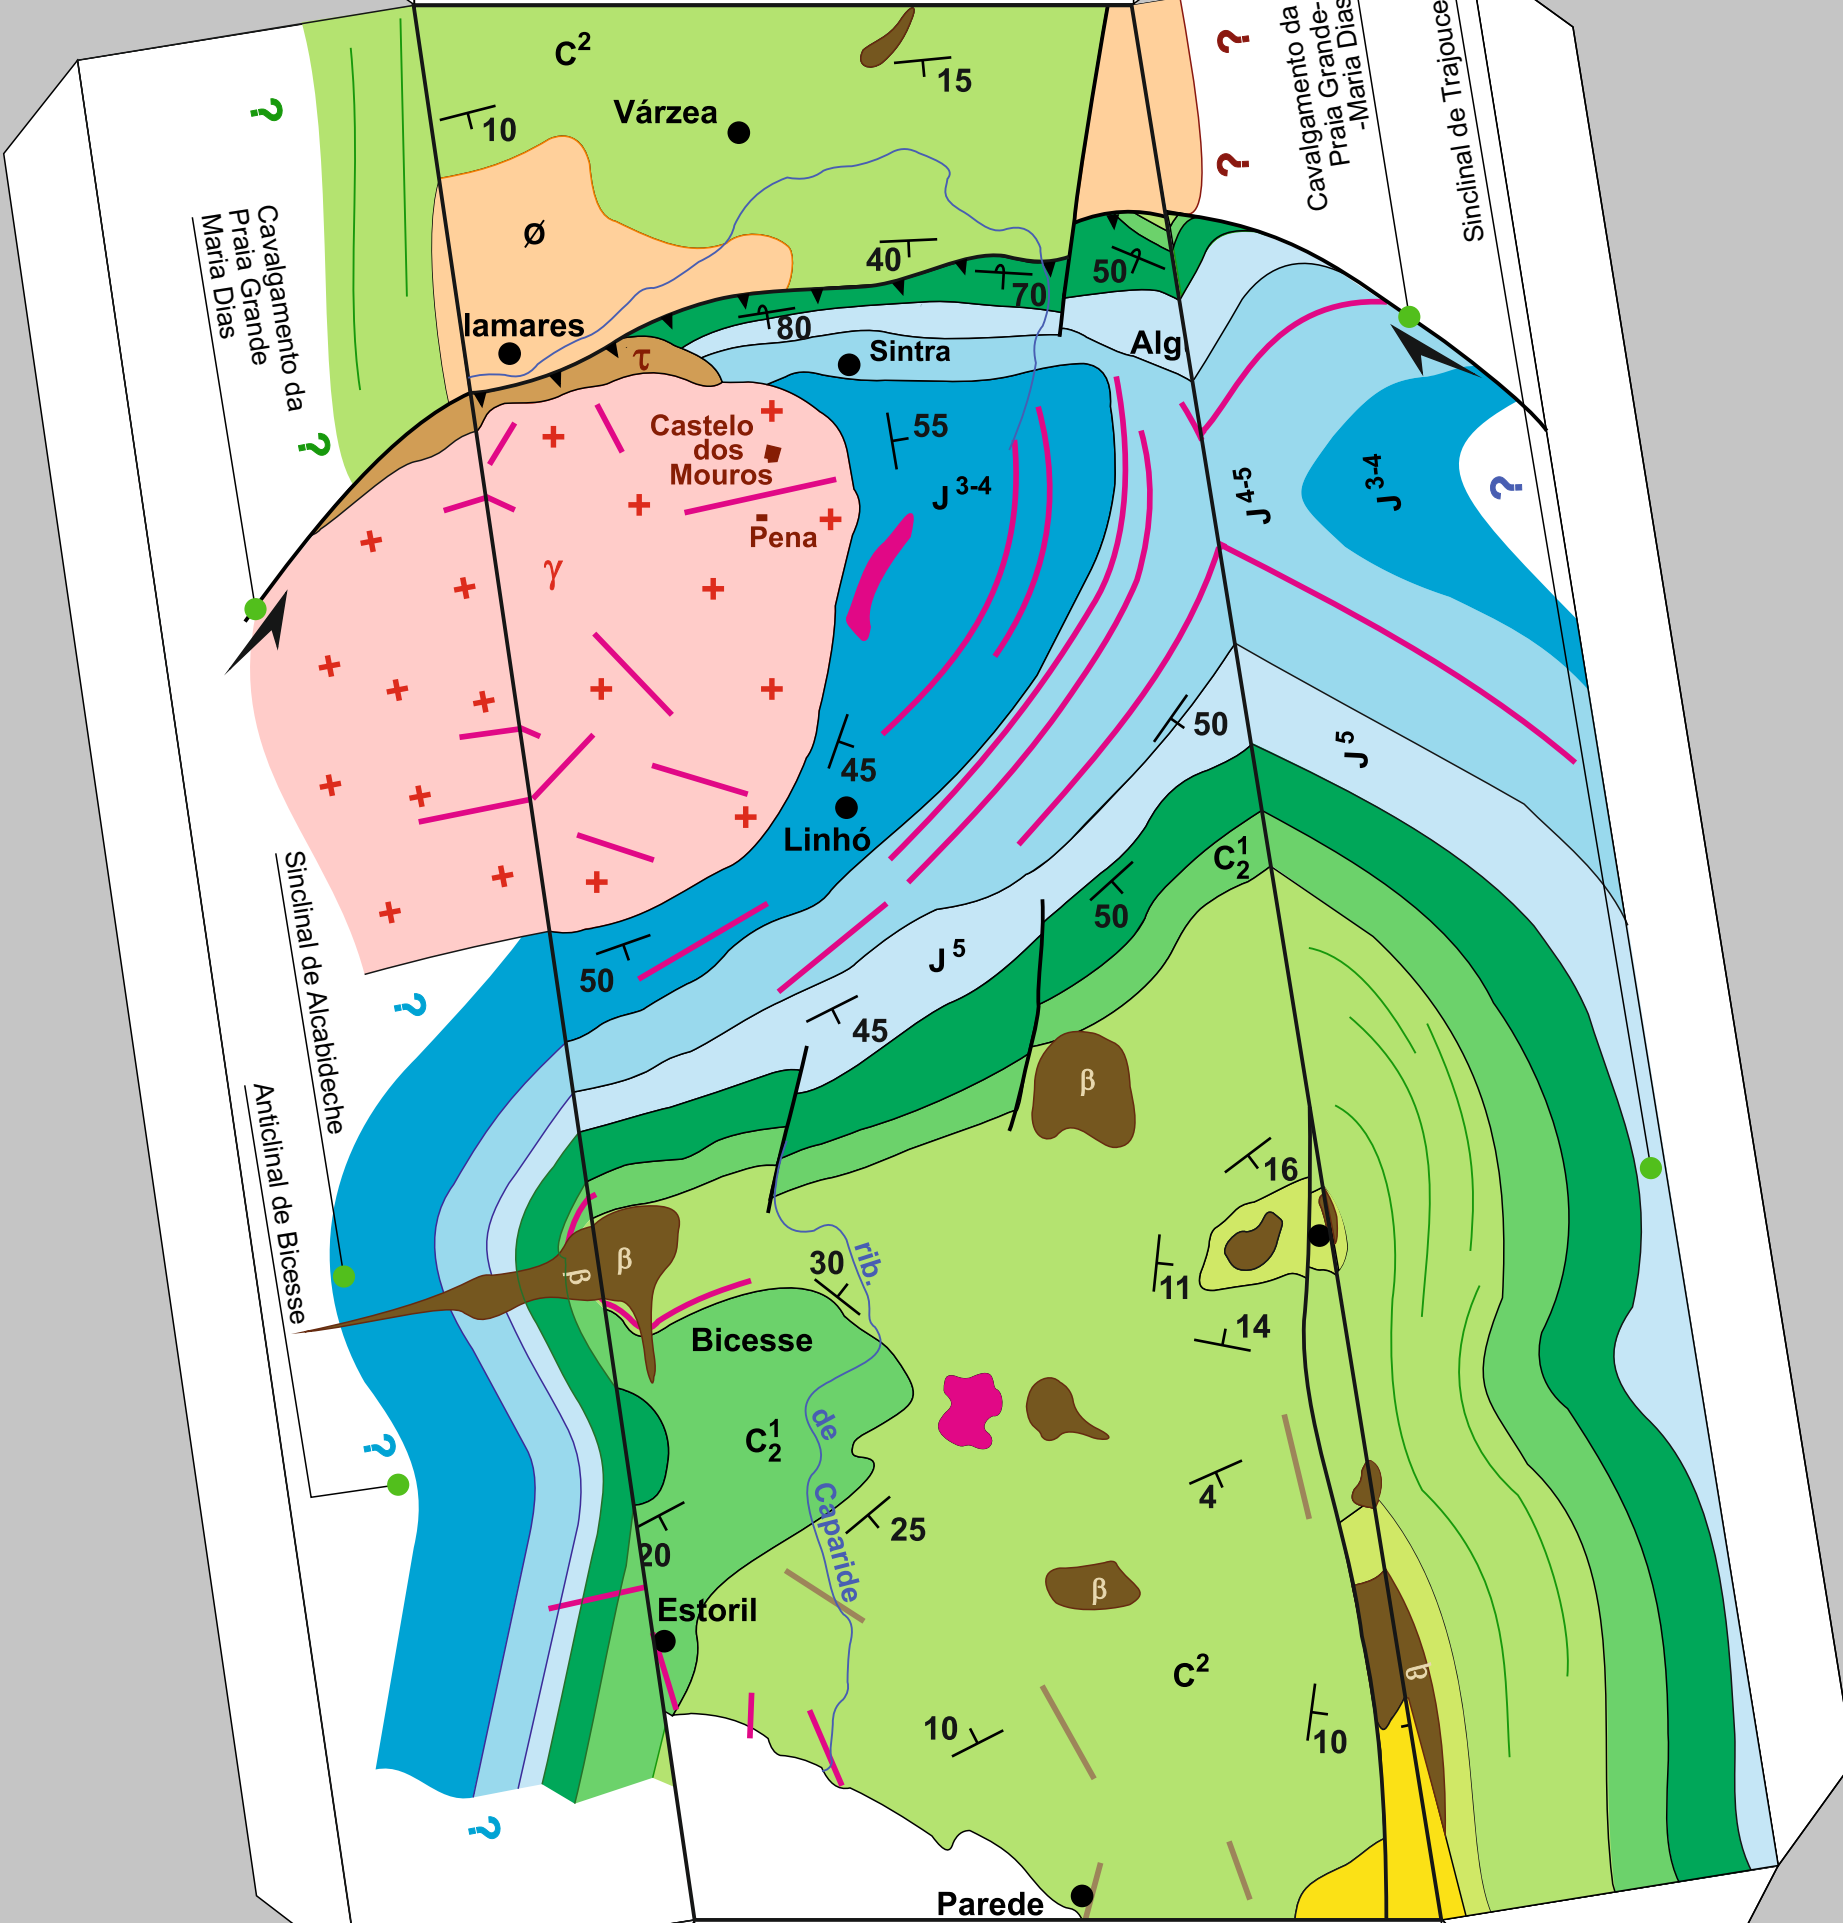 C²
15
Várzea
10
?
?
?
Cavalgamento da
Praia Grande-
-Maria Dias
Sinclinal de Trajouce
Cavalgamento da
Praia Grande
Maria Dias
?
Ø
40
50
70
80
lamares
τ
Sintra
Alg
Castelo
dos
Mouros
55
J 3-4
J 4-5
J 3-4
?
Pena
γ
50
45
J 5
Linhó
C 1 2
50
Sinclinal de Alcabideche
J 5
50
?
45
β
Anticlinal de Bicesse
16
β
β
30
rib.
11
14
Bicesse
de
C 1 2
?
4
Caparide
25
20
β
Estoril
C²
β
10
10
?
Parede